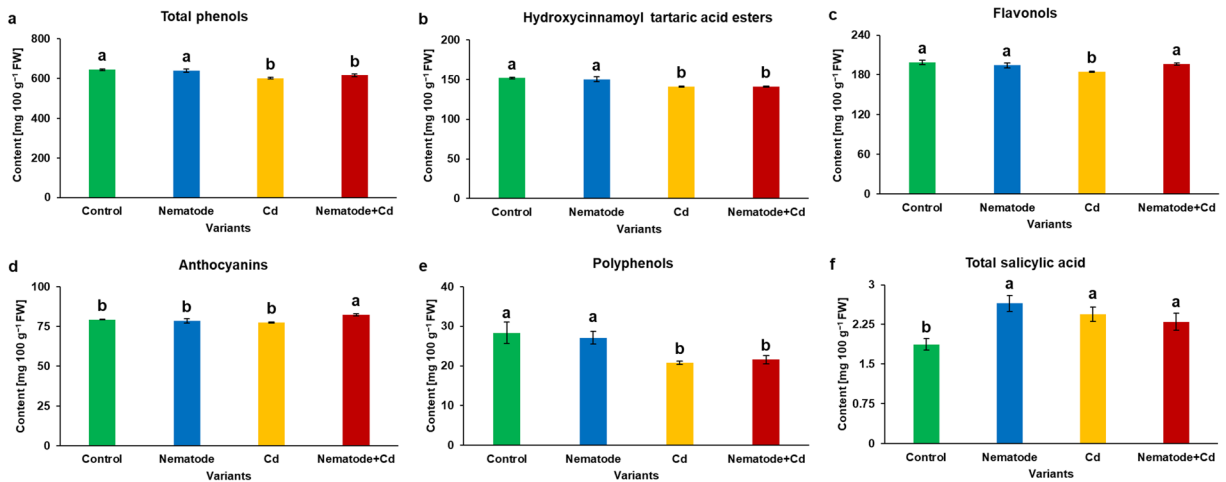 a
Total phenols
Content [mg 100 g⁻¹ FW]
800
600
400
200
0
a
a
b
b
Control
Nematode
Cd
Nematode+Cd
Variants
b
Hydroxycinnamoyl tartaric acid esters
Content [mg 100 g⁻¹ FW]
200
150
100
50
0
a
a
b
b
Control
Nematode
Cd
Nematode+Cd
Variants
c
Flavonols
Content [mg 100 g⁻¹ FW]
240
180
120
60
0
a
a
b
a
Control
Nematode
Cd
Nematode+Cd
Variants
d
Anthocyanins
Content [mg 100 g⁻¹ FW]
100
75
50
25
0
b
b
b
a
Control
Nematode
Cd
Nematode+Cd
Variants
e
Polyphenols
Content [mg 100 g⁻¹ FW]
40
30
20
10
0
a
a
b
b
Control
Nematode
Cd
Nematode+Cd
Variants
f
Total salicylic acid
Content [mg 100 g⁻¹ FW]
3
2.25
1.5
0.75
0
b
a
a
a
Control
Nematode
Cd
Nematode+Cd
Variants